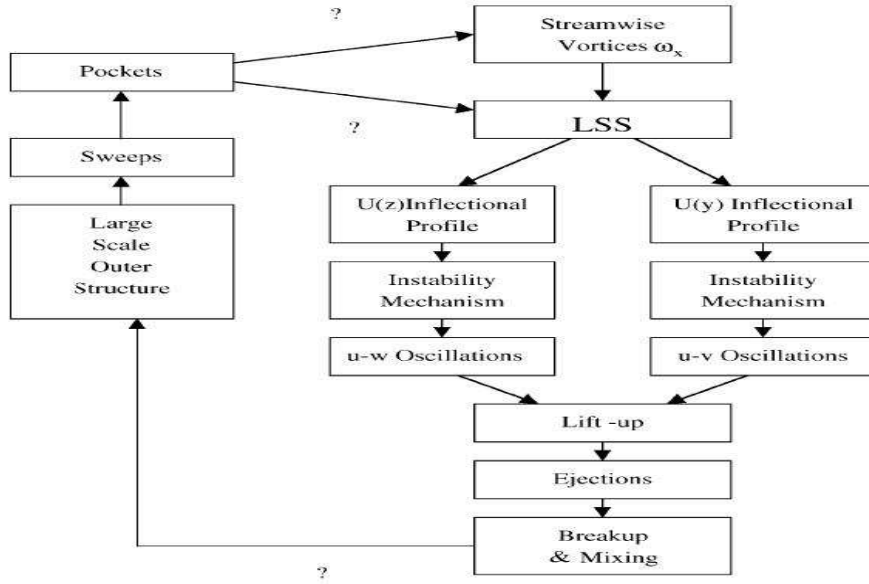 ?
Streamwise
Vortices ωx
Pockets
?
LSS
Sweeps
Large
Scale
Outer
Structure
U(z)Inflectional
Profile
U(y) Inflectional
Profile
Instability
Mechanism
Instability
Mechanism
u-w Oscillations
u-v Oscillations
Lift -up
Ejections
Breakup
& Mixing
?